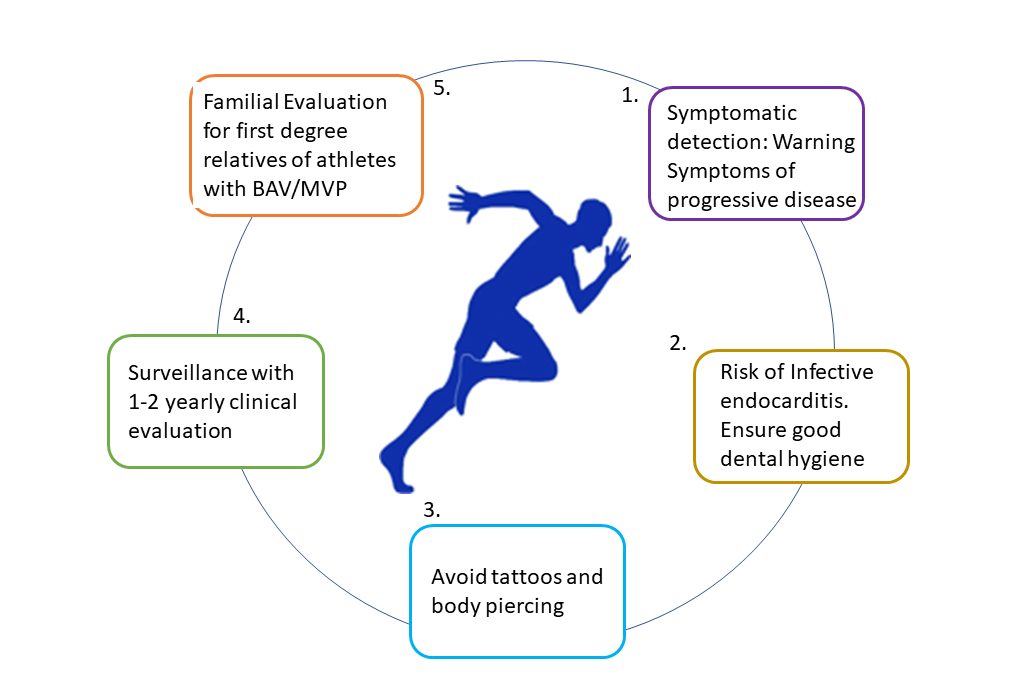 1.
Symptomatic
detection: Warning
Symptoms of
progressive disease
2.
Risk of Infective
endocarditis.
Ensure good
dental hygiene
3.
Avoid tattoos and
body piercing
4.
Surveillance with
1-2 yearly clinical
evaluation
5.
Familial Evaluation
for first degree
relatives of athletes
with BAV/MVP